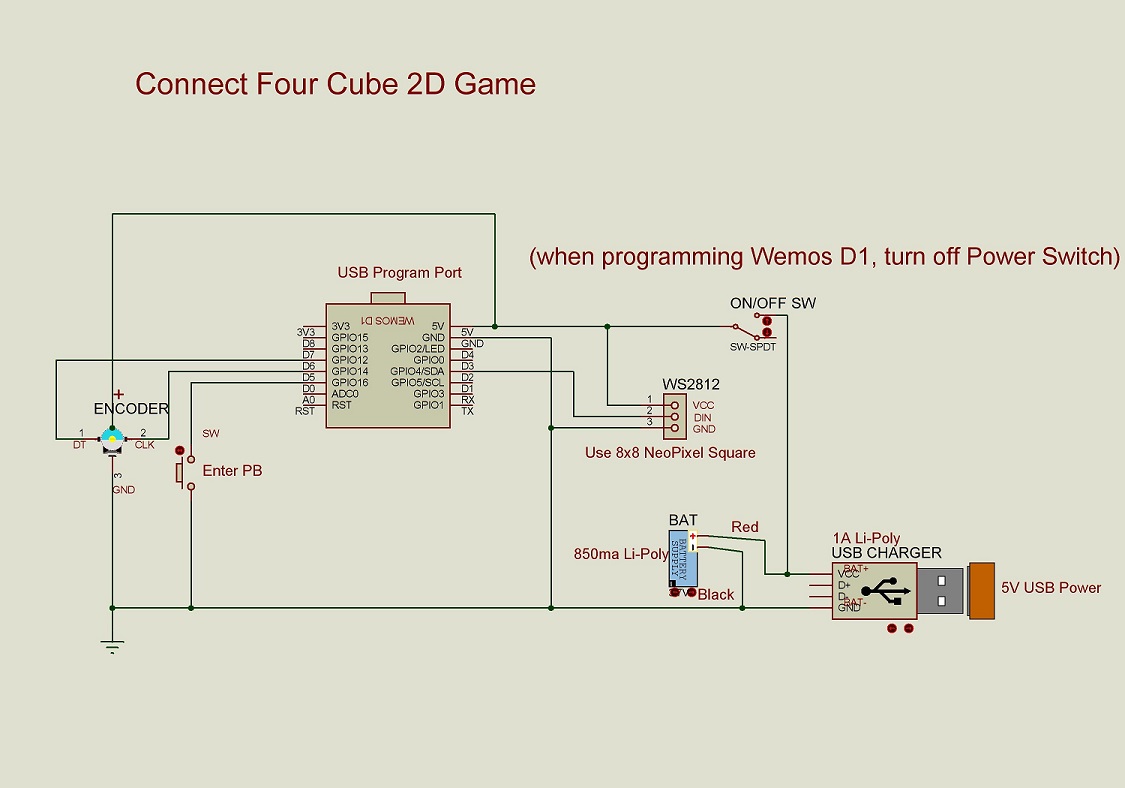 Connect Four Cube 2D Game
(when programming Wemos D1, turn off Power Switch)
USB Program Port
ON/OFF SW
SW-SPDT
WEMOS D1
3V3
GPIO15
GPIO13
GPIO12
GPIO14
GPIO16
ADC0
RST
5V
GND
GPIO2/LED
GPIO0
GPIO4/SDA
GPIO5/SCL
GPIO3
GPIO1
3V3
D8
D7
D6
D5
D0
A0
RST
5V
GND
D4
D3
D2
D1
RX
TX
WS2812
1 VCC
2 DIN
3 GND
Use 8x8 NeoPixel Square
+
ENCODER
1
DT
2
CLK
3
GND
SW
Enter PB
BAT
Red
850ma Li-Poly
+
BATTERY
SUPPLY
Black
1A Li-Poly
USB CHARGER
BAT+
VCC
D+
D-
BAT-
GND
5V USB Power